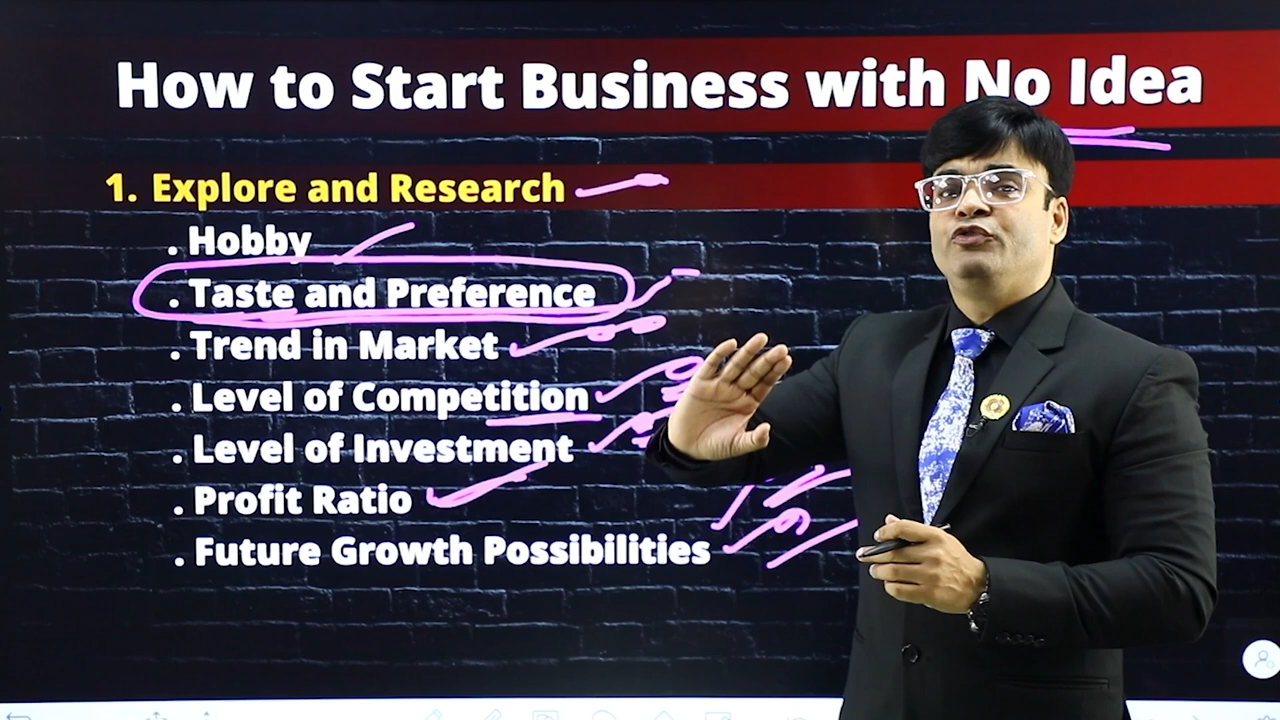 How to Start Business with No Idea
1. Explore and Research
. Hobby
. Taste and Preference
. Trend in Market
. Level of Competition
. Level of Investment
. Profit Ratio
. Future Growth Possibilities